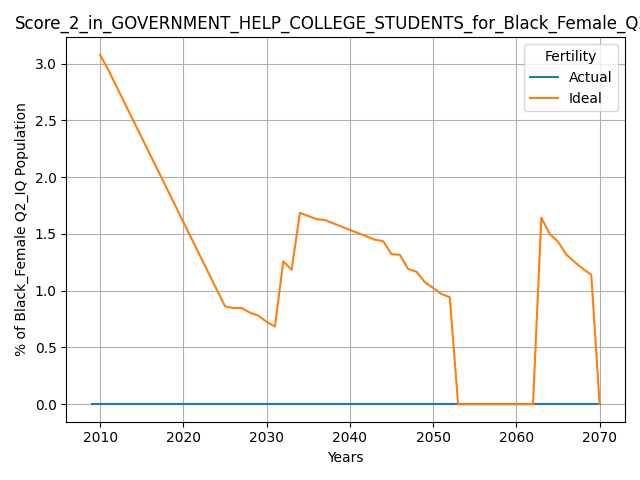 Score_2_in_GOVERNMENT_HELP_COLLEGE_STUDENTS_for_Black_Female_Q
Fertility
Actual
Ideal
% of Black_Female Q2_IQ Population
3.0
2.5
2.0
1.5
1.0
0.5
0.0
2010 2020 2030 2040 2050 2060 2070
Years